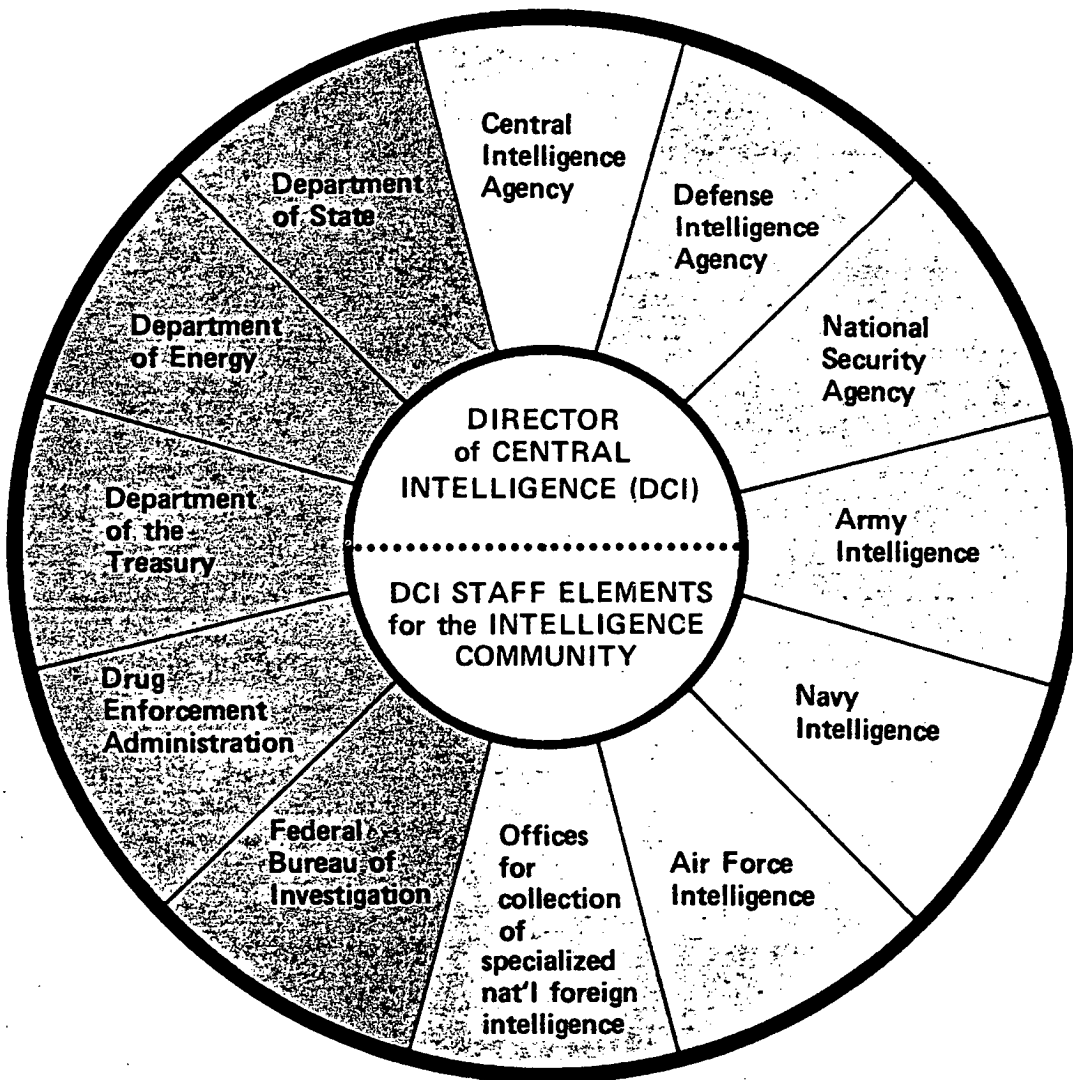 Central
Intelligence
Agency
Defense
Intelligence
Agency
National
Security
Agency
Army
Intelligence
Navy
Intelligence
Air Force
Intelligence
Offices
for
collection
of
specialized
nat'l foreign
intelligence
Federal
Bureau of
Investigation
Drug
Enforcement
Administration
Department
of the
Treasury
Department
of Energy
Department
of State
DIRECTOR
of CENTRAL
INTELLIGENCE (DCI)
DCI STAFF ELEMENTS
for the INTELLIGENCE
COMMUNITY